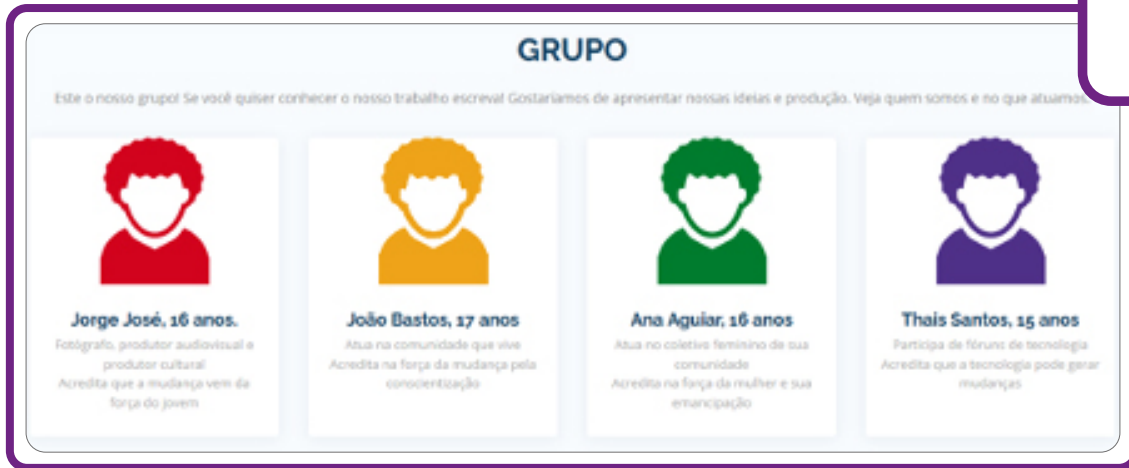 GRUPO
Este o nosso grupo! Se você quiser conhecer o nosso trabalho escreva! Gostaríamos de apresentar nossas ideias e produção. Veja quem somos e no que atuamos.
Jorge José, 16 anos.
Fotógrafo, produtor audiovisual e
produtor cultural
Acredita que a mudança vem da
força do jovem
João Bastos, 17 anos
Atua na comunidade que vive
Acredita na força da mudança pela
conscientização
Ana Aguiar, 16 anos
Atua no coletivo feminino de sua
comunidade
Acredita na força da mulher e sua
emancipação
Thais Santos, 15 anos
Participa de fóruns de tecnologia
Acredita que a tecnologia pode gerar
mudanças